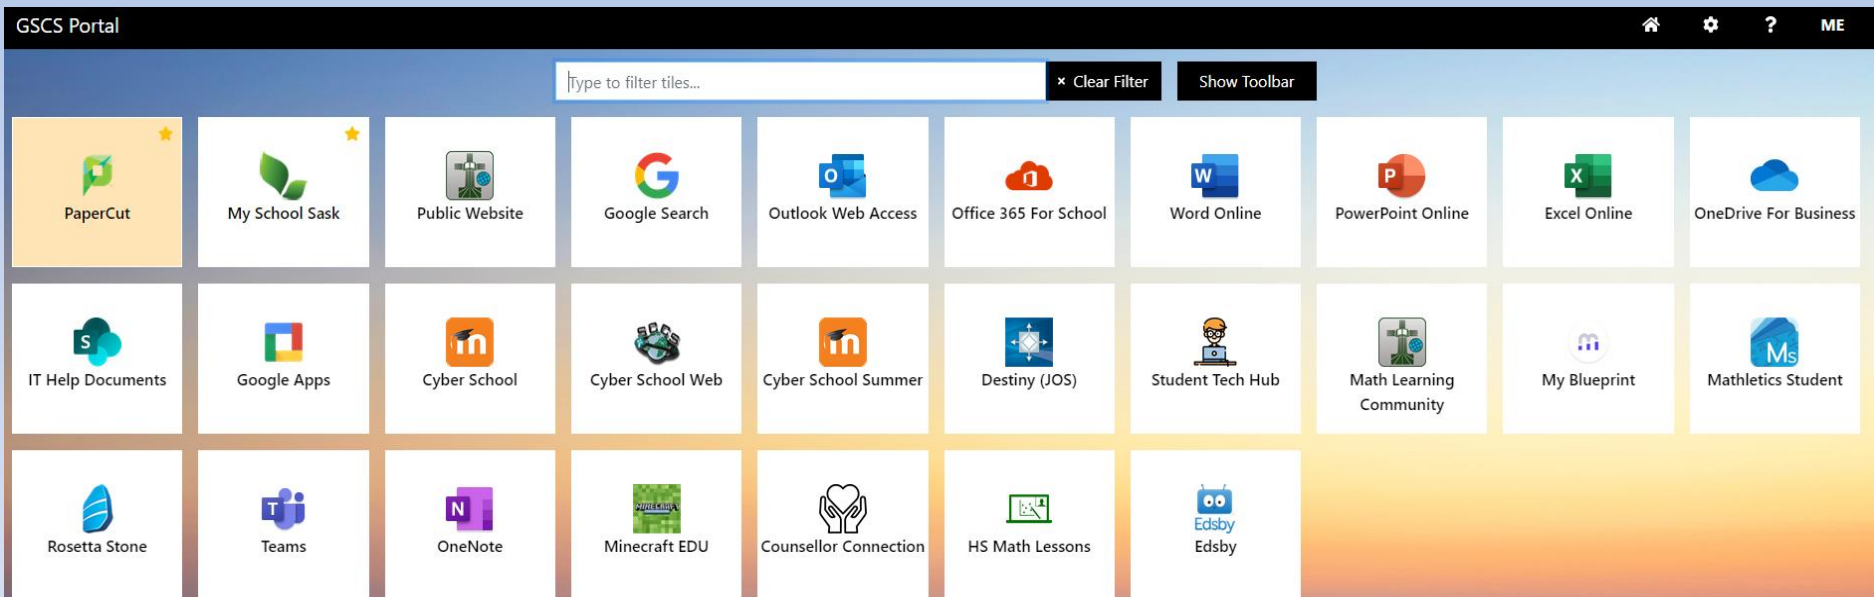 GSCS Portal
ME
Type to filter tiles...
× Clear Filter
Show Toolbar
PaperCut
My School Sask
Public Website
Google Search
Outlook Web Access
Office 365 For School
Word Online
PowerPoint Online
Excel Online
OneDrive For Business
IT Help Documents
Google Apps
Cyber School
Cyber School Web
Cyber School Summer
Destiny (JOS)
Student Tech Hub
Math Learning
Community
My Blueprint
Ms
Mathletics Student
Rosetta Stone
Teams
OneNote
MINECRAFT
Minecraft EDU
Counsellor Connection
HS Math Lessons
Edsby
Edsby